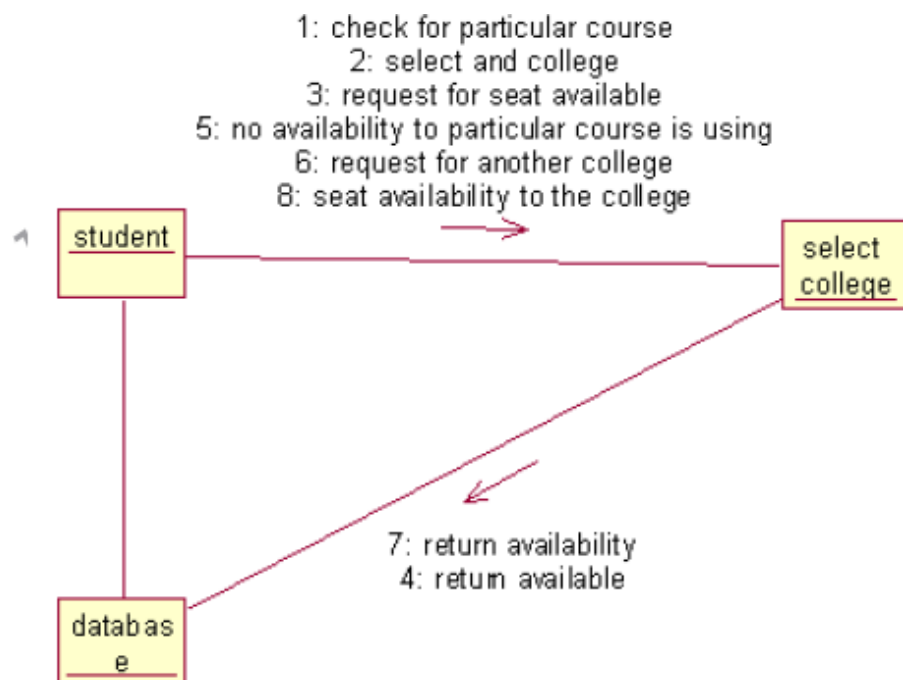 1: check for particular course
2: select and college
3: request for seat available
5: no availability to particular course is using
6: request for another college
8: seat availability to the college
student
select
college
7: return availability
4: return available
databas
e